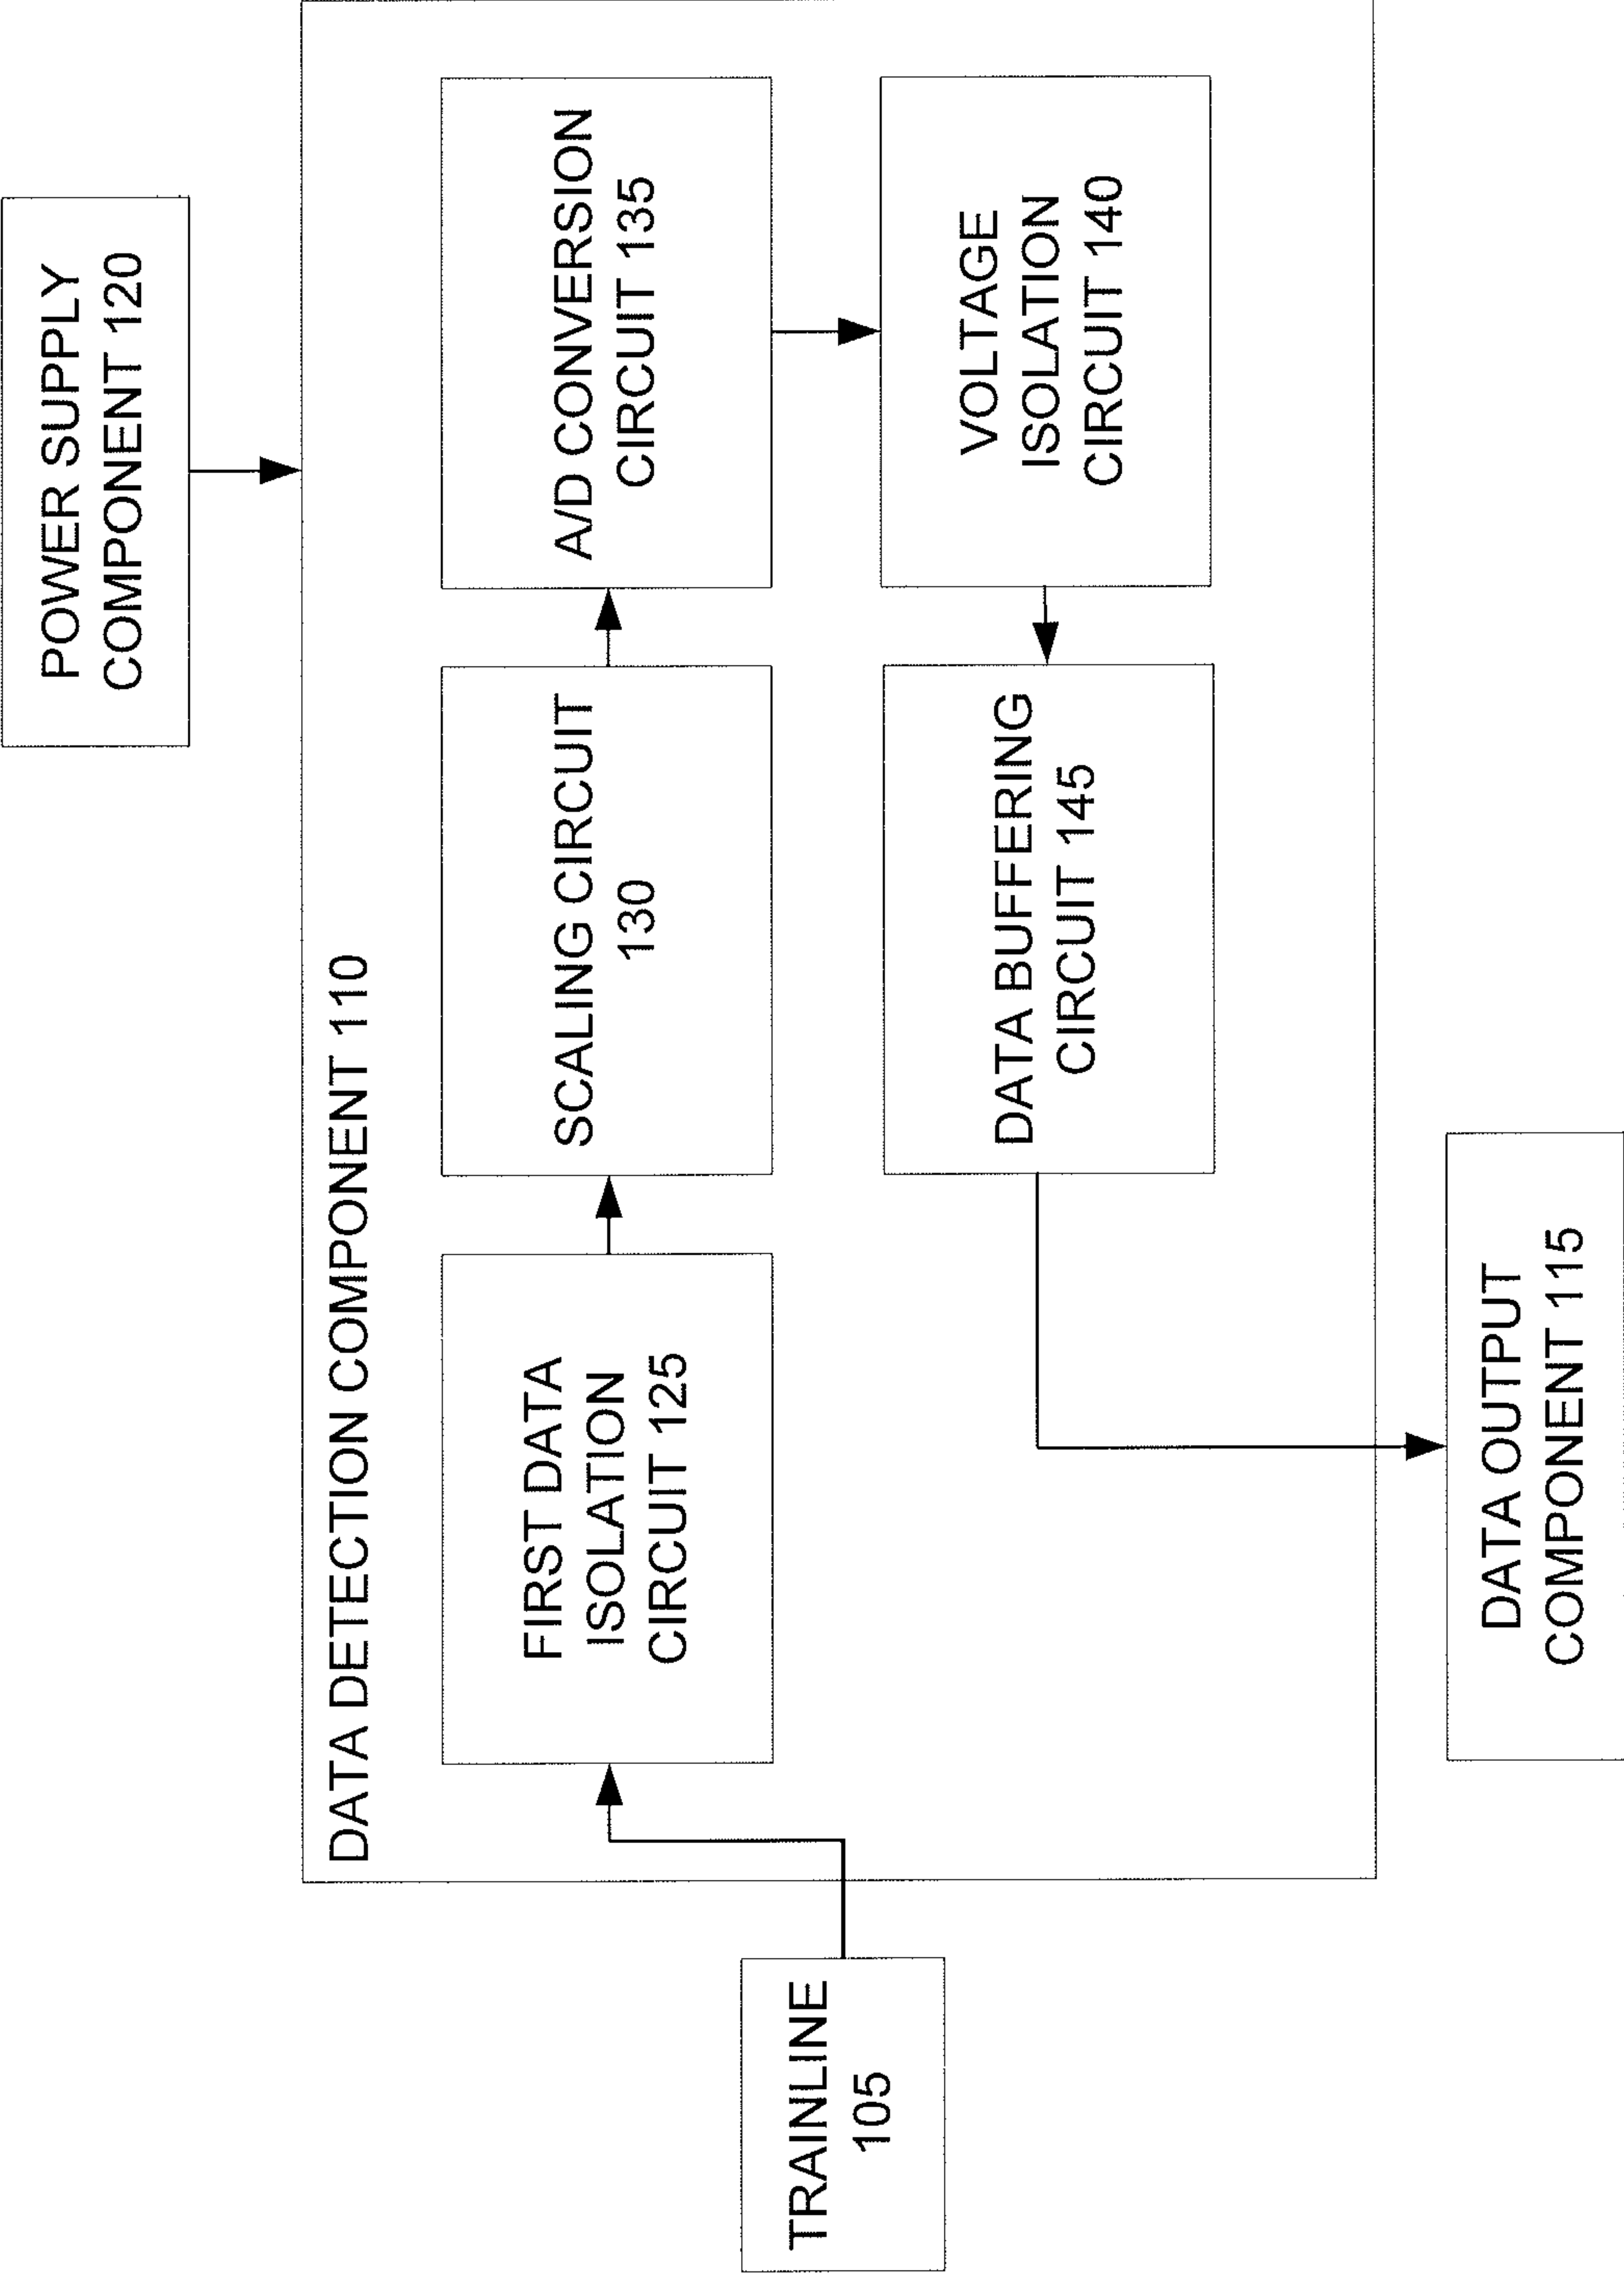 POWER SUPPLY
COMPONENT 120
DATA DETECTION COMPONENT 110
FIRST DATA
ISOLATION
CIRCUIT 125
SCALING CIRCUIT
130
A/D CONVERSION
CIRCUIT 135
TRAINLINE
105
DATA BUFFERING
CIRCUIT 145
VOLTAGE
ISOLATION
CIRCUIT 140
DATA OUTPUT
COMPONENT 115